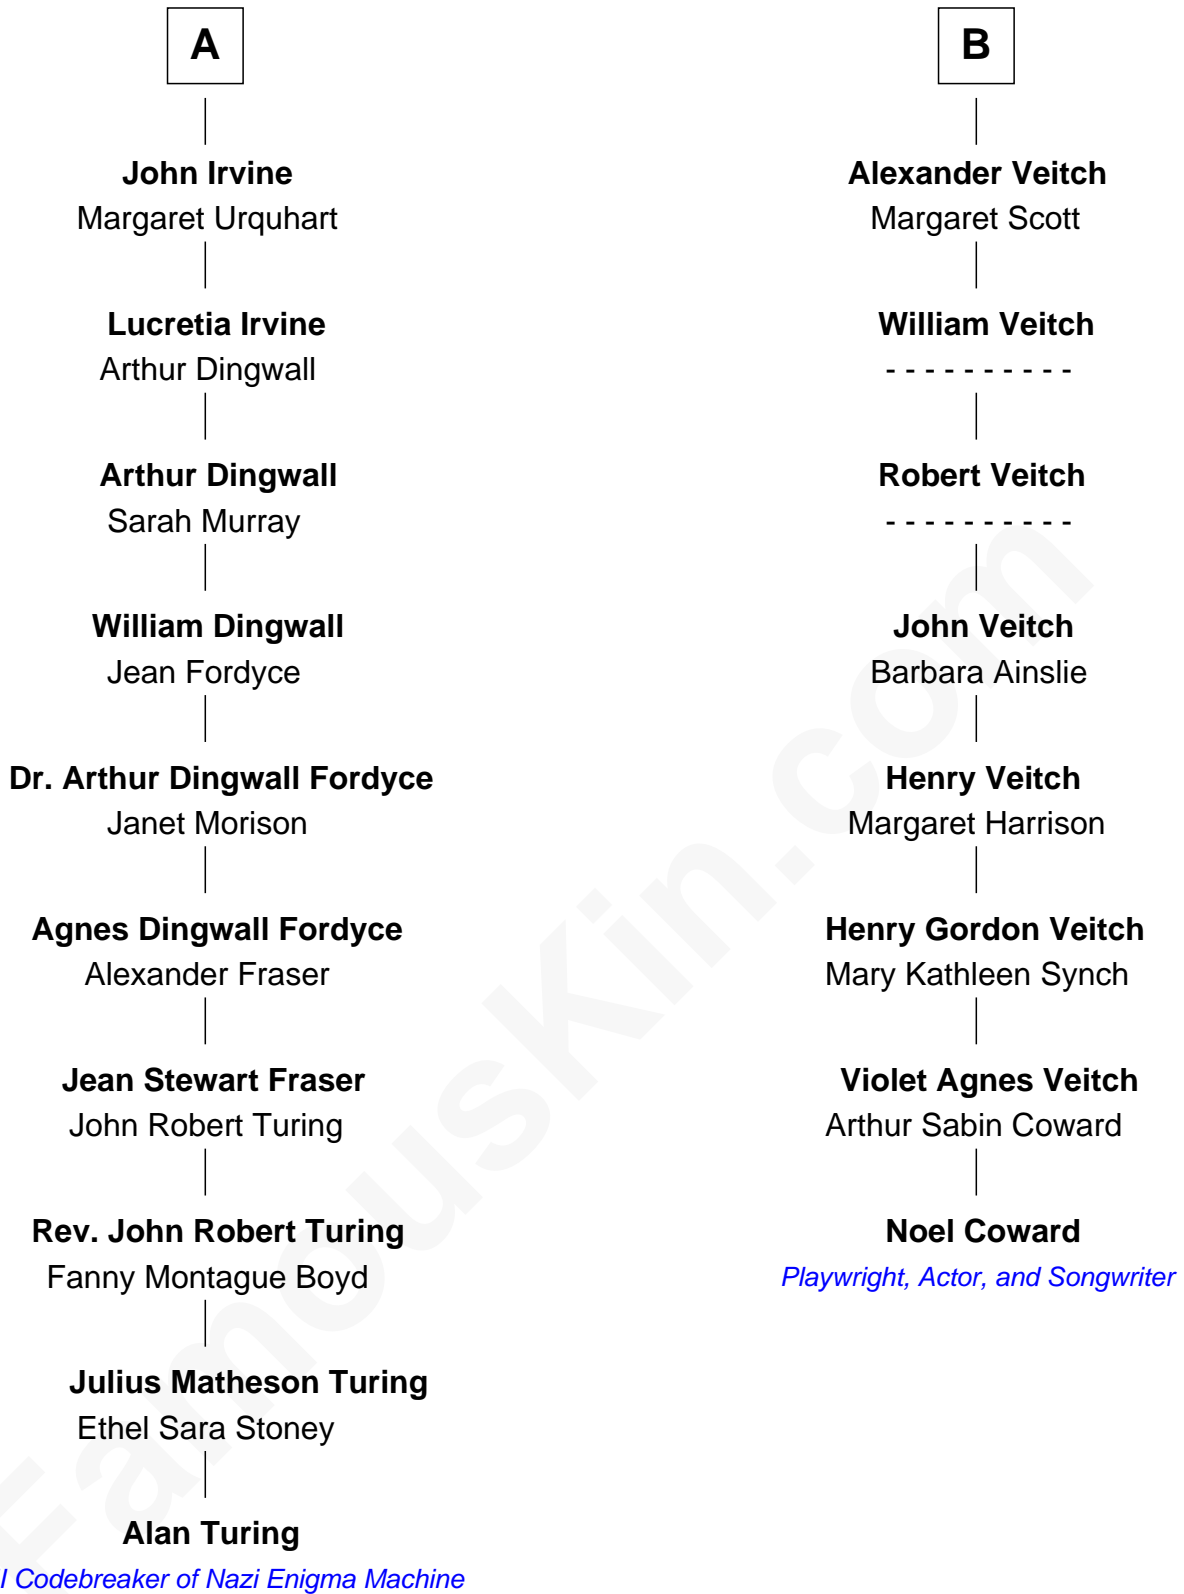 A
John Irvine
Margaret Urquhart
Lucretia Irvine
Arthur Dingwall
Arthur Dingwall
Sarah Murray
William Dingwall
Jean Fordyce
Dr. Arthur Dingwall Fordyce
Janet Morison
Agnes Dingwall Fordyce
Alexander Fraser
Jean Stewart Fraser
John Robert Turing
Rev. John Robert Turing
Fanny Montague Boyd
Julius Matheson Turing
Ethel Sara Stoney
Alan Turing
I Codebreaker of Nazi Enigma Machine
B
Alexander Veitch
Margaret Scott
William Veitch
- - - - - - - - - -
Robert Veitch
- - - - - - - - - -
John Veitch
Barbara Ainslie
Henry Veitch
Margaret Harrison
Henry Gordon Veitch
Mary Kathleen Synch
Violet Agnes Veitch
Arthur Sabin Coward
Noel Coward
Playwright, Actor, and Songwriter
FamousKin.com